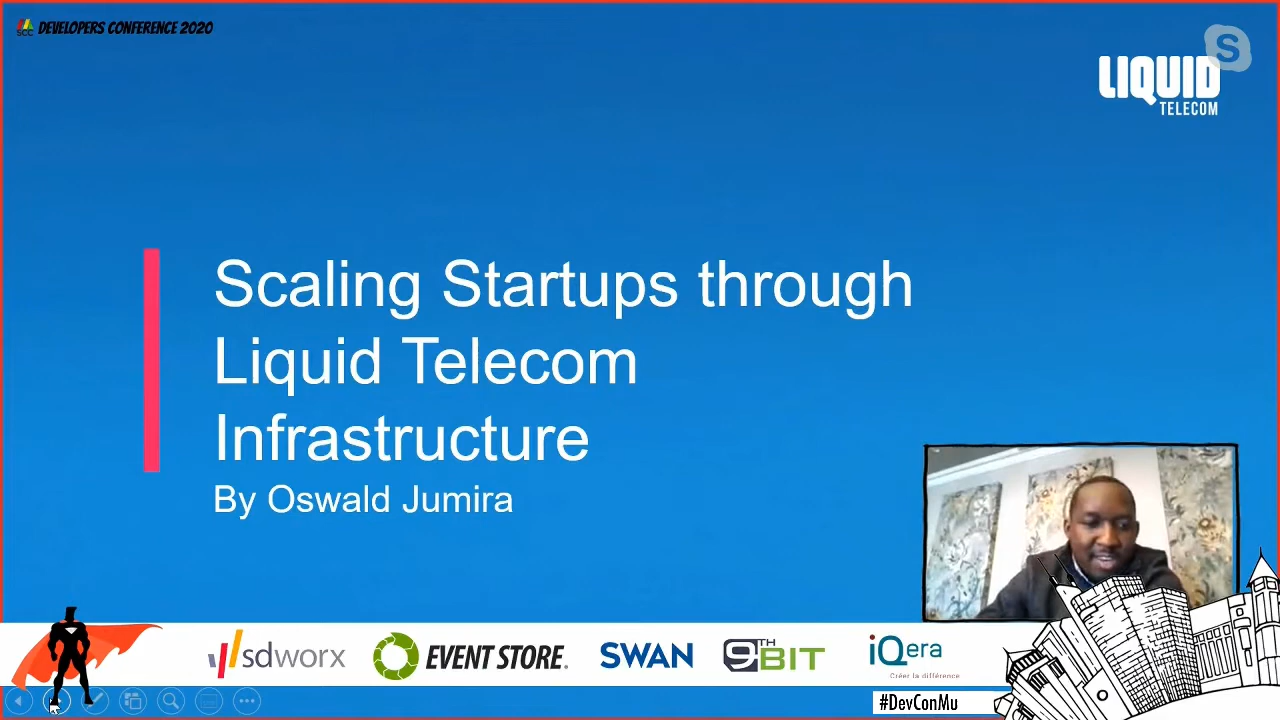 SCC DEVELOPERS CONFERENCE 2020
S
LIQUID
TELECOM
Scaling Startups through
Liquid Telecom
Infrastructure
By Oswald Jumira
sdworx
EVENT STORE®
SWAN
9TH BIT
iQera
Créer la différence
#DevConMu